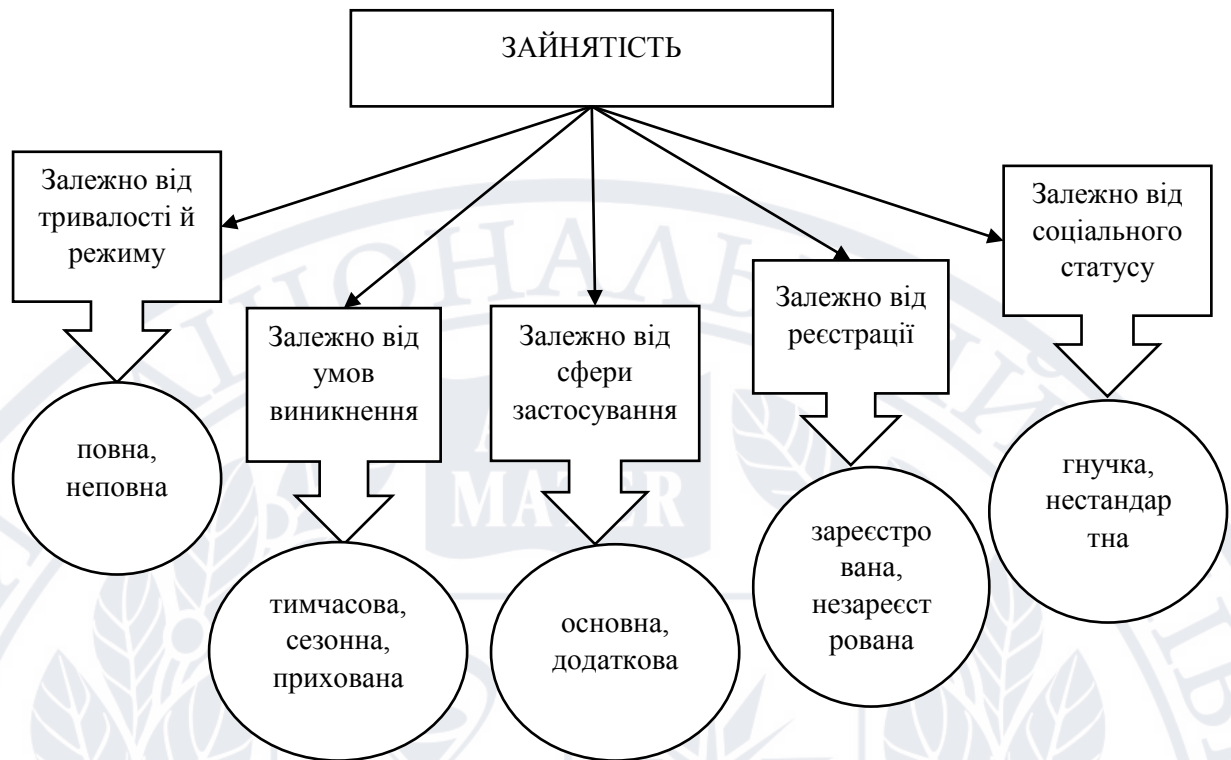 ЗАЙНЯТІСТЬ
Залежно від
тривалості й
режиму
Залежно від
умов
виникнення
Залежно від
сфери
застосування
Залежно від
реєстрації
Залежно від
соціального
статусу
повна,
неповна
тимчасова,
сезонна,
прихована
основна,
додаткова
зареєстро
вана,
незареєст
рована
гнучка,
нестандар
тна
MATER